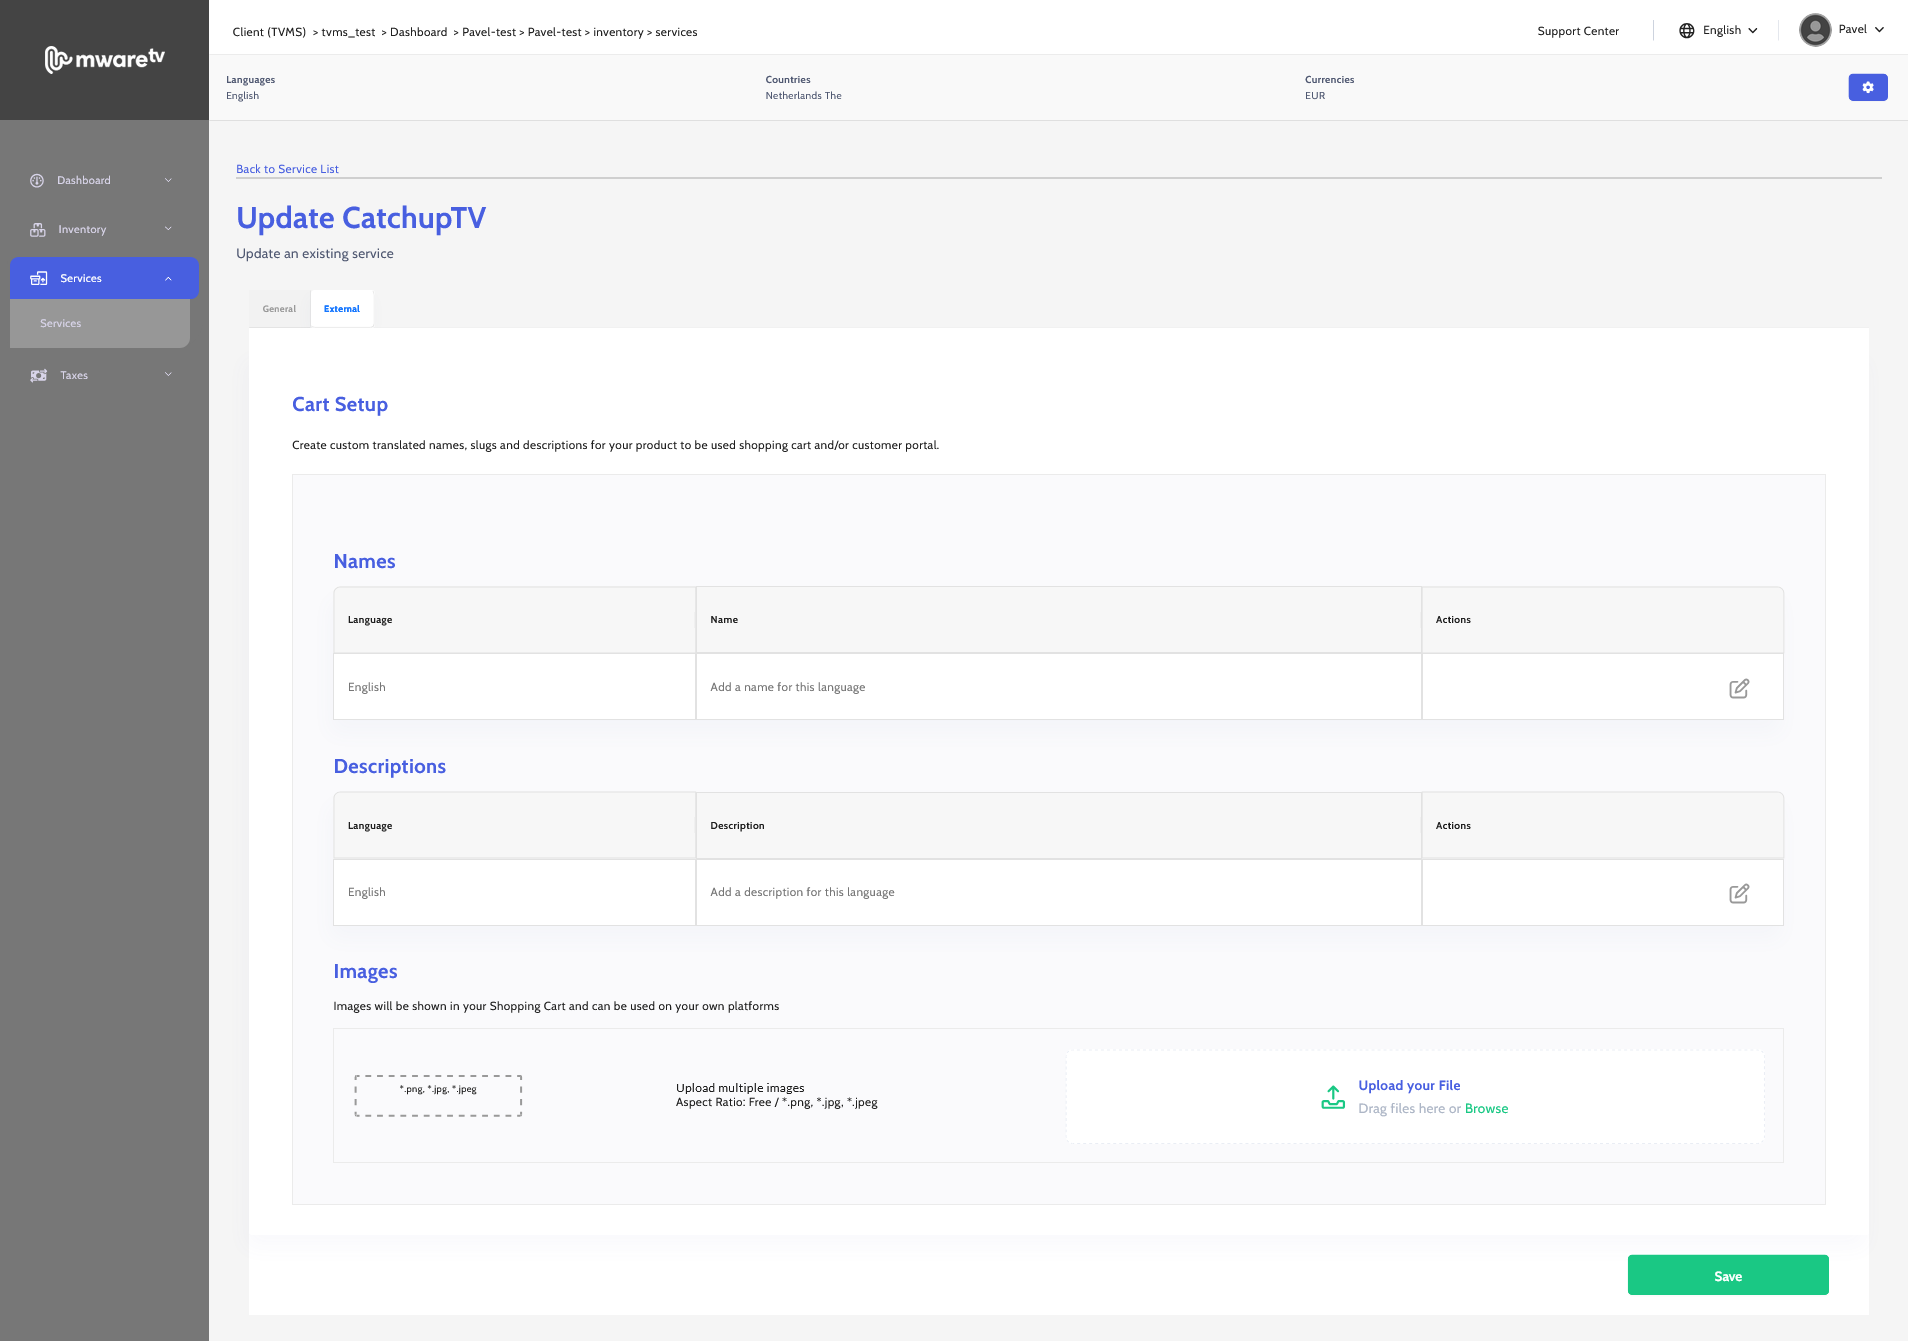 mwaretv
Client (TVMS) > tvms_test > Dashboard > Pavel-test > Pavel-test > inventory > services
Support Center
English
Pavel
Languages
English
Countries
Netherlands The
Currencies
EUR
Dashboard
Inventory
Services
Services
Taxes
Back to Service List
Update CatchupTV
Update an existing service
General
External
Cart Setup
Create custom translated names, slugs and descriptions for your product to be used shopping cart and/or customer portal.
Names
Language
Name
Actions
English
Add a name for this language
Descriptions
Language
Description
Actions
English
Add a description for this language
Images
Images will be shown in your Shopping Cart and can be used on your own platforms
*.png, *.jpg, *.jpeg
Upload multiple images
Aspect Ratio: Free / *.png, *.jpg, *.jpeg
Upload your File
Drag files here or Browse
Save